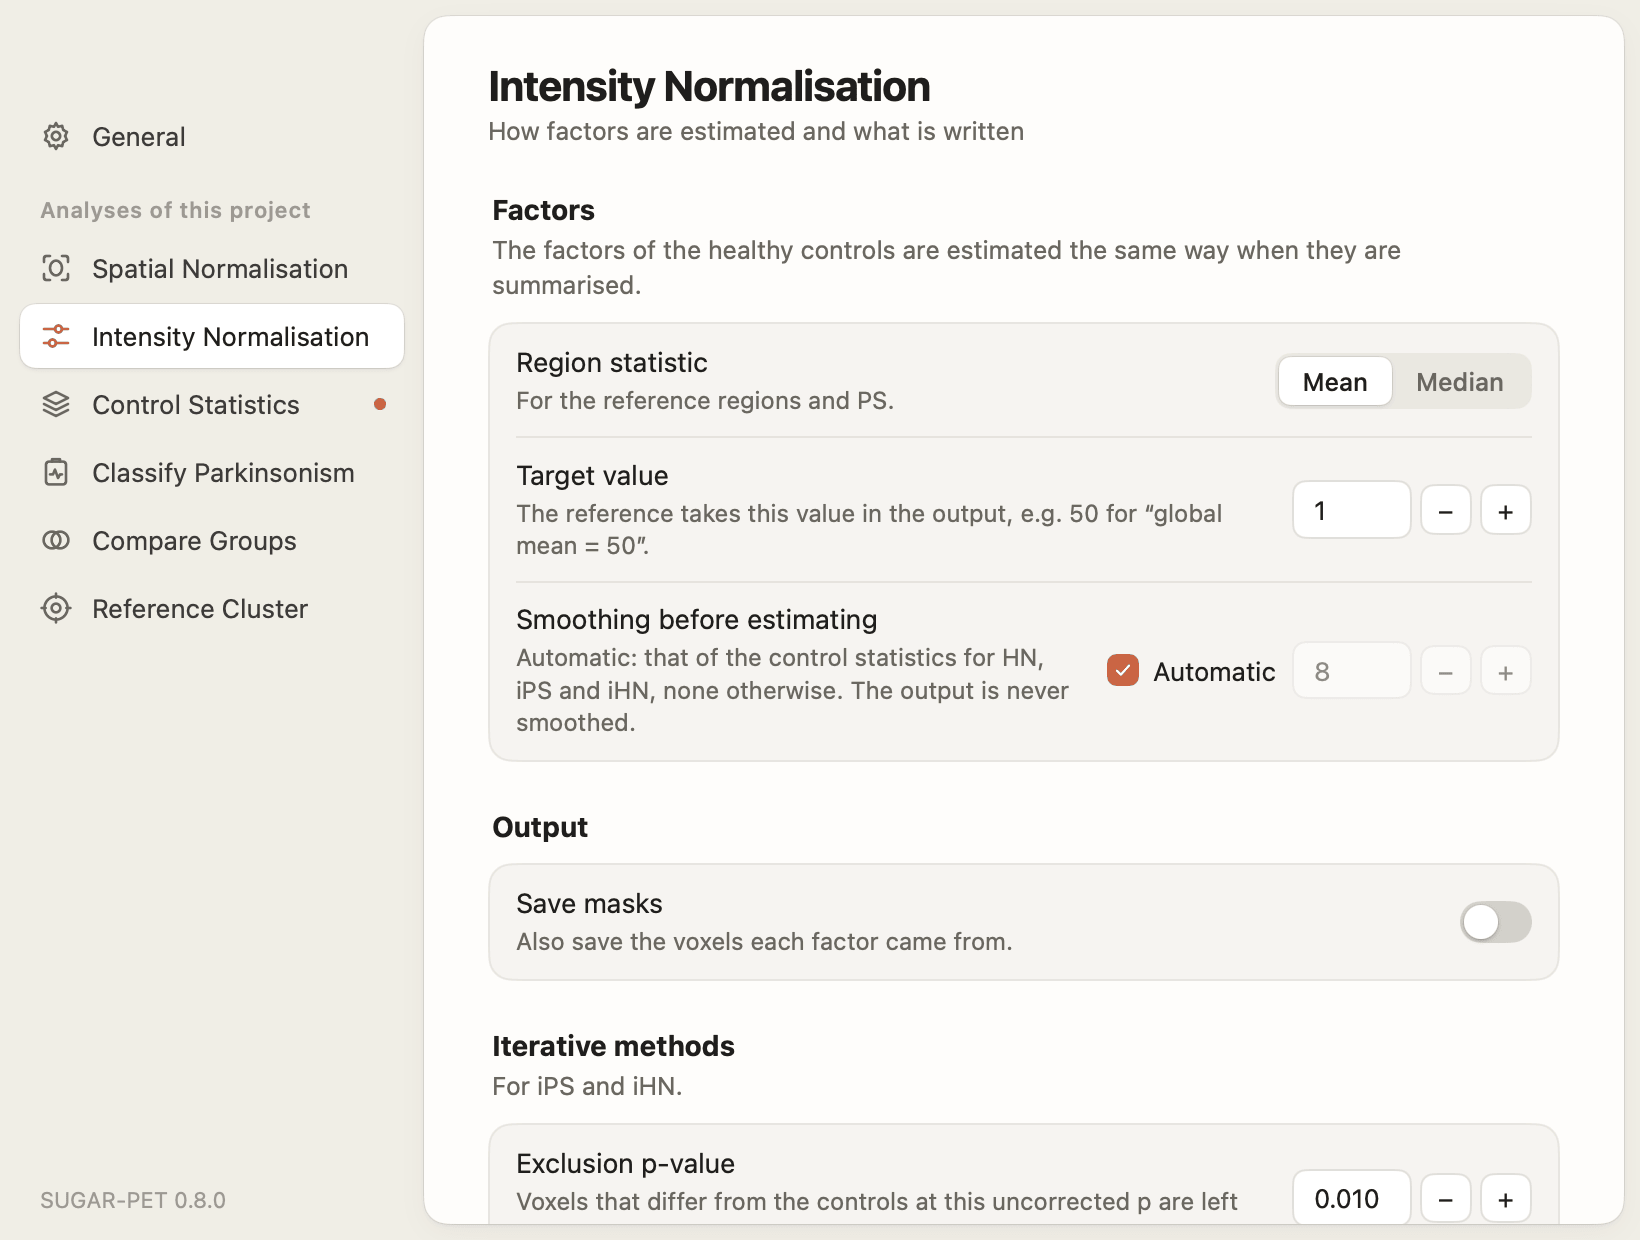 General
Analyses of this project
Spatial Normalisation
Intensity Normalisation
Control Statistics
Classify Parkinsonism
Compare Groups
Reference Cluster
SUGAR-PET 0.8.0
Intensity Normalisation
How factors are estimated and what is written
Factors
The factors of the healthy controls are estimated the same way when they are
summarised.
Region statistic
For the reference regions and PS.
Mean Median
Target value
The reference takes this value in the output, e.g. 50 for “global
mean = 50”.
1 − +
Smoothing before estimating
Automatic: that of the control statistics for HN,
iPS and iHN, none otherwise. The output is never
smoothed.
Automatic 8 − +
Output
Save masks
Also save the voxels each factor came from.
Iterative methods
For iPS and iHN.
Exclusion p-value
Voxels that differ from the controls at this uncorrected p are left
0.010 − +